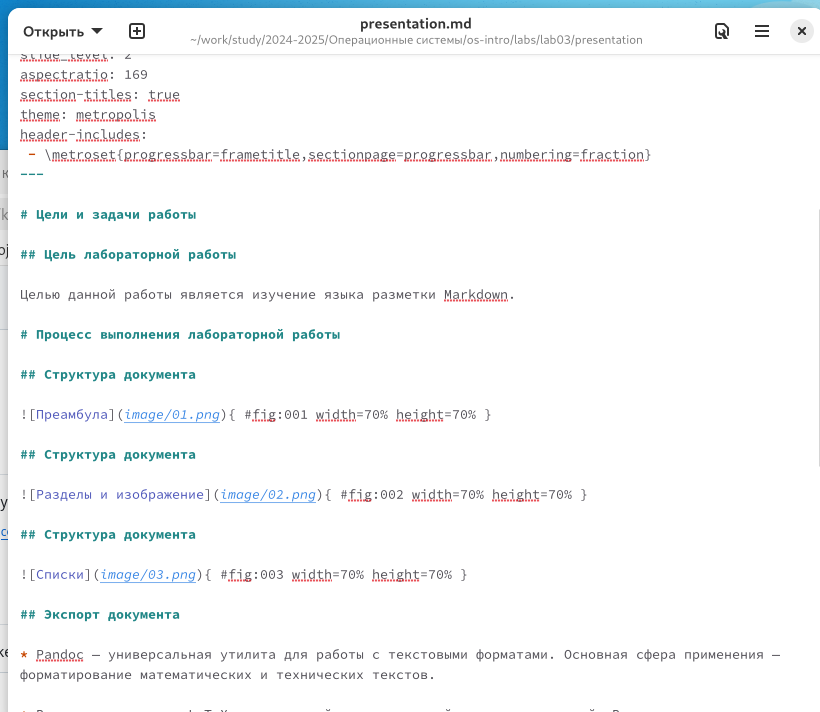 Открыть
presentation.md
~/work/study/2024-2025/Операционные системы/os-intro/labs/lab03/presentation
slide_level: 2
aspectratio: 169
section-titles: true
theme: metropolis
header-includes:
 - \metroset{progressbar=frametitle,sectionpage=progressbar,numbering=fraction}
---
# Цели и задачи работы
## Цель лабораторной работы
Целью данной работы является изучение языка разметки Markdown.
# Процесс выполнения лабораторной работы
## Структура документа
![Преамбула](image/01.png){ #fig:001 width=70% height=70% }
## Структура документа
![Разделы и изображение](image/02.png){ #fig:002 width=70% height=70% }
## Структура документа
![Списки](image/03.png){ #fig:003 width=70% height=70% }
## Экспорт документа
* Pandoc — универсальная утилита для работы с текстовыми форматами. Основная сфера применения —
форматирование математических и технических текстов.